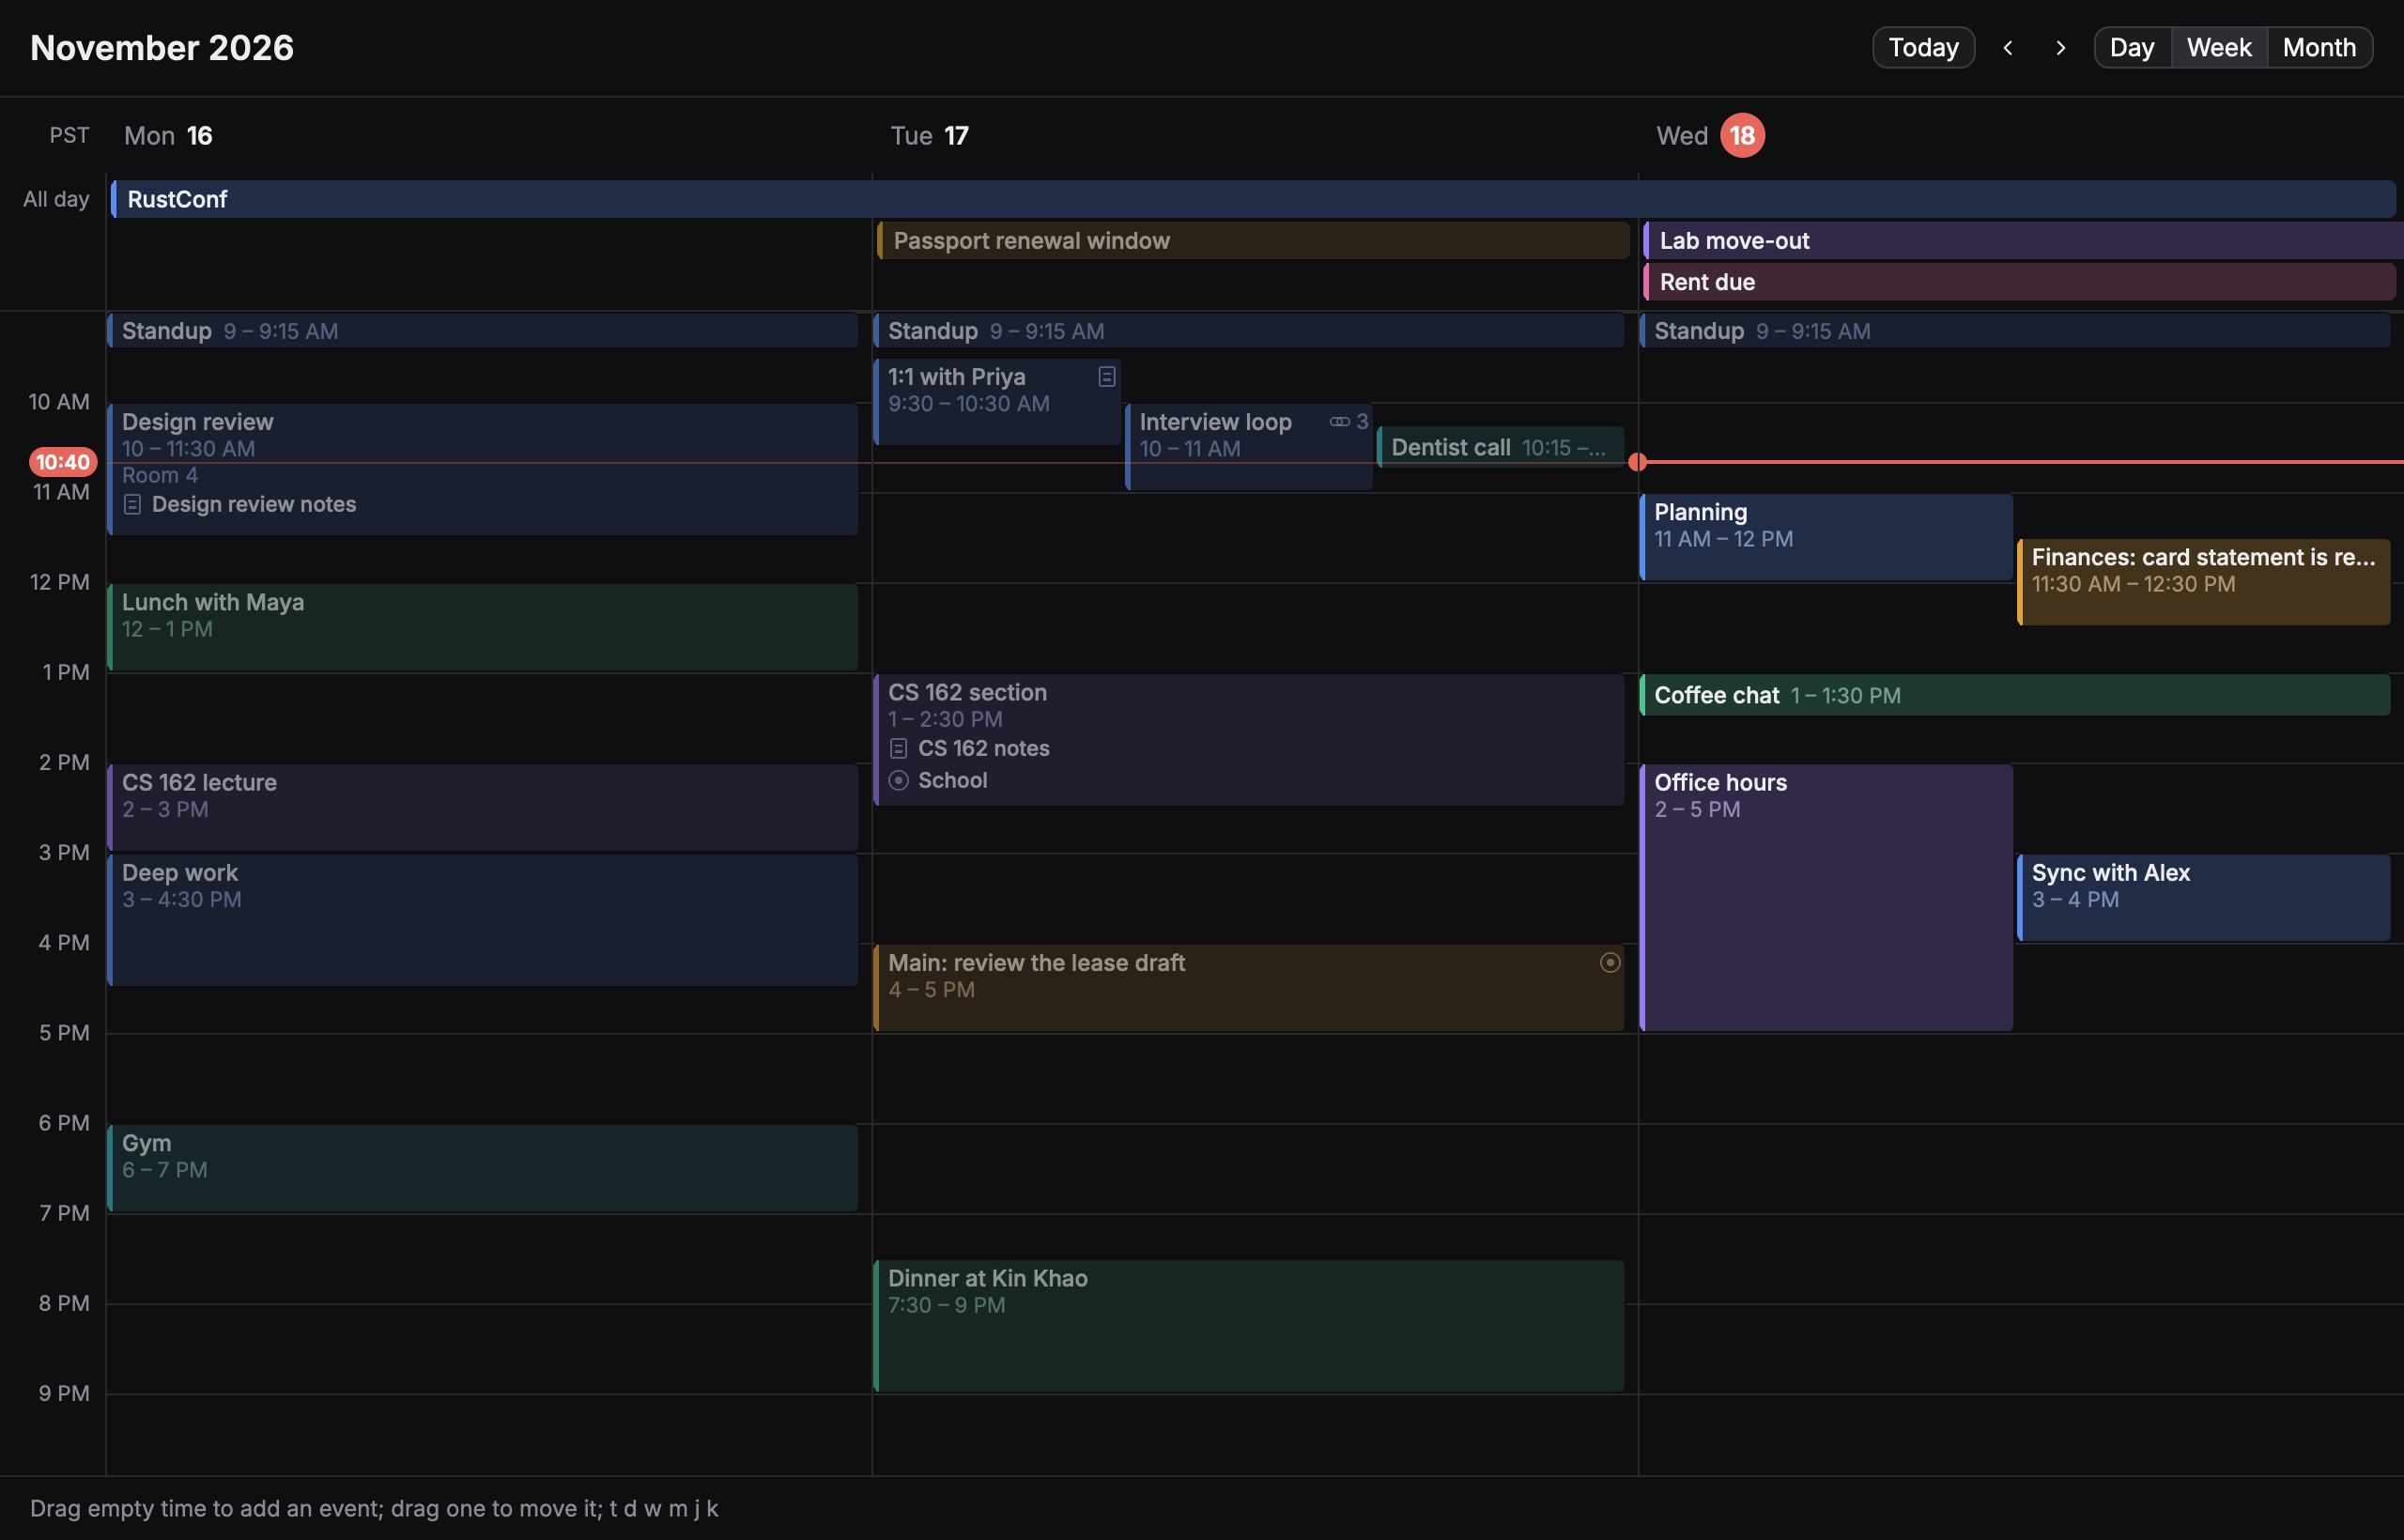 November 2026
Today
Day Week Month
PST
Mon 16
Tue 17
Wed 18
All day
RustConf
Passport renewal window
Lab move-out
Rent due
Standup 9 – 9:15 AM
Standup 9 – 9:15 AM
Standup 9 – 9:15 AM
1:1 with Priya
9:30 – 10:30 AM
10 AM
Design review
10 – 11:30 AM
Room 4
Design review notes
Interview loop 3
10 – 11 AM
Dentist call 10:15 –...
10:40
11 AM
Planning
11 AM – 12 PM
Finances: card statement is re...
11:30 AM – 12:30 PM
12 PM
Lunch with Maya
12 – 1 PM
1 PM
CS 162 section
1 – 2:30 PM
CS 162 notes
School
Coffee chat 1 – 1:30 PM
2 PM
CS 162 lecture
2 – 3 PM
Office hours
2 – 5 PM
3 PM
Deep work
3 – 4:30 PM
Sync with Alex
3 – 4 PM
4 PM
Main: review the lease draft
4 – 5 PM
5 PM
6 PM
Gym
6 – 7 PM
7 PM
Dinner at Kin Khao
7:30 – 9 PM
8 PM
9 PM
Drag empty time to add an event; drag one to move it; t d w m j k